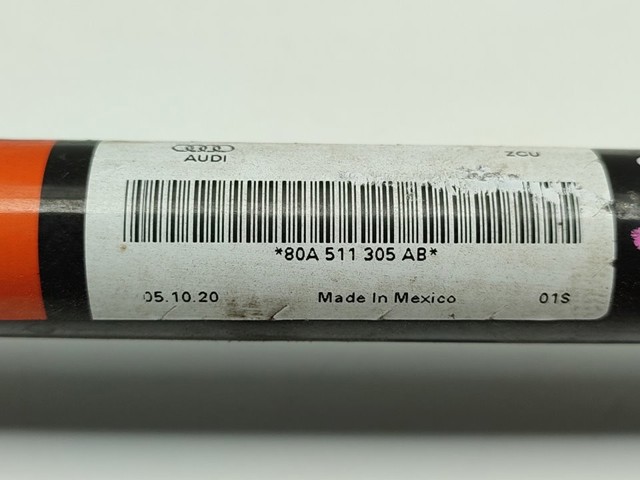 AUDI ZCU
*80A 511 305 AB*
05.10.20 Made In Mexico 01S